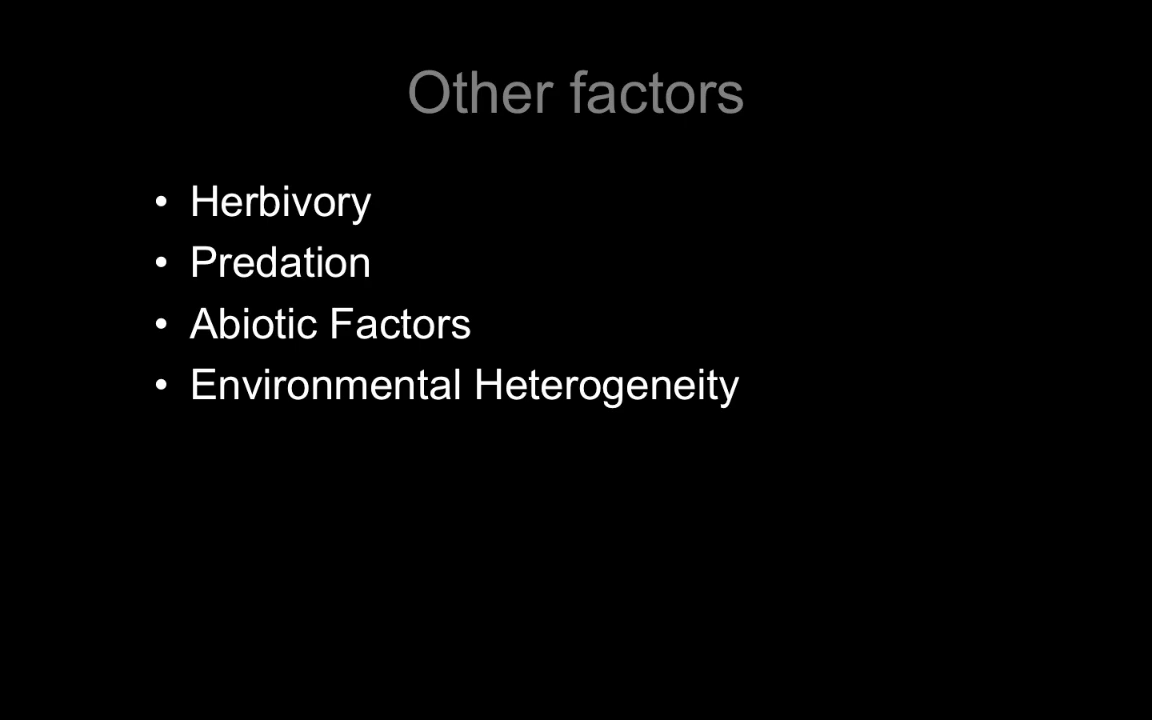 Other factors
• Herbivory
• Predation
• Abiotic Factors
• Environmental Heterogeneity